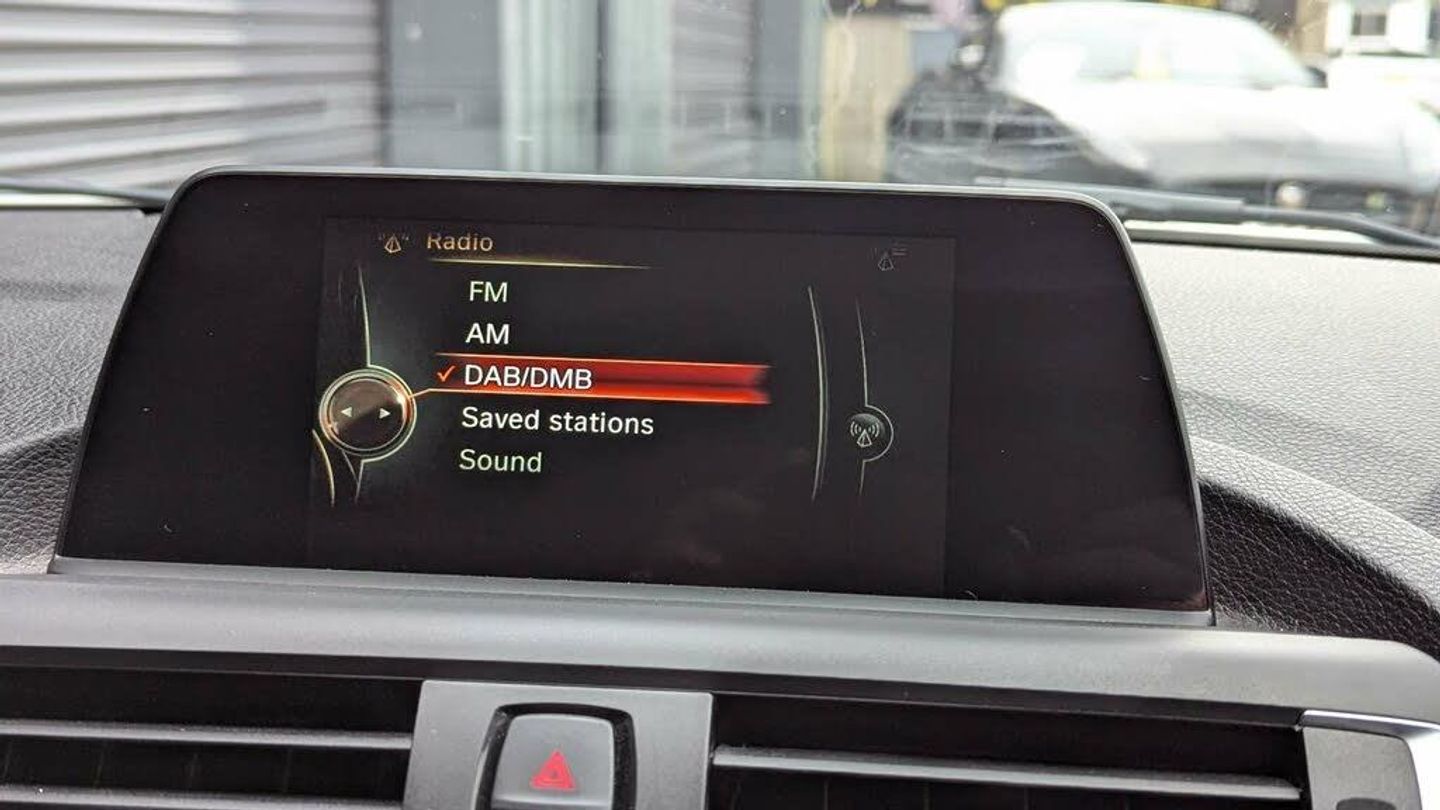 Radio
FM
AM
DAB/DMB
Saved stations
Sound